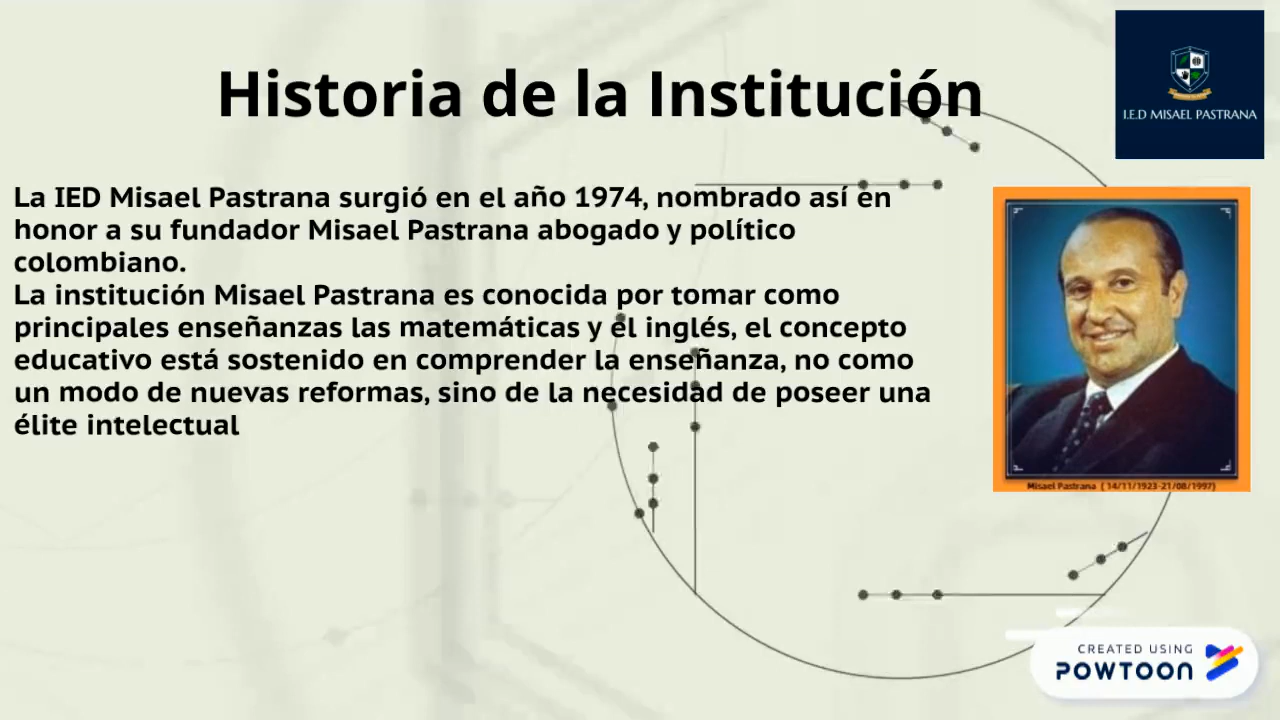 Historia de la Institución
I.E.D MISAEL PASTRANA
La IED Misael Pastrana surgió en el año 1974, nombrado así en
honor a su fundador Misael Pastrana abogado y político
colombiano.
La institución Misael Pastrana es conocida por tomar como
principales enseñanzas las matemáticas y el inglés, el concepto
educativo está sostenido en comprender la enseñanza, no como
un modo de nuevas reformas, sino de la necesidad de poseer una
élite intelectual
Misael Pastrana ( 14/11/1923-21/08/1997)
CREATED USING
POWTOON